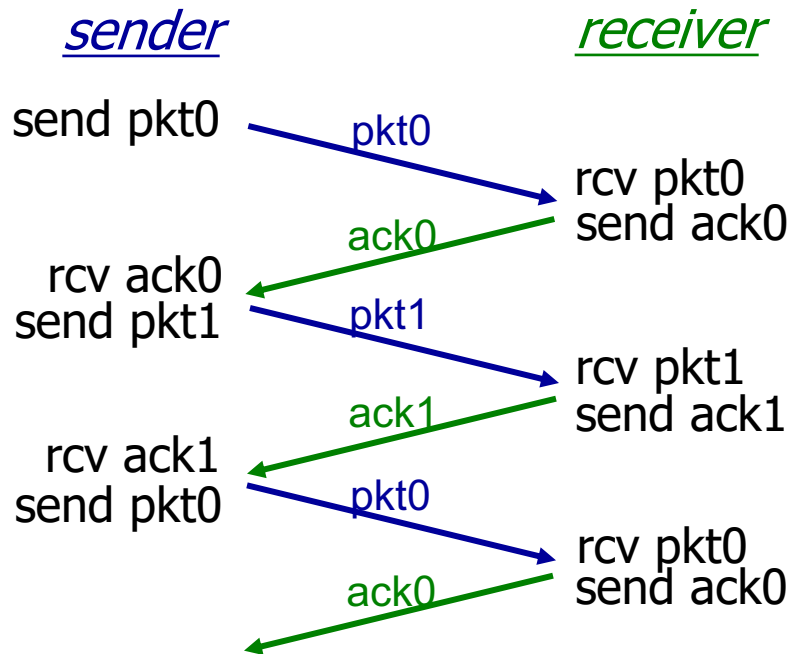 sender
receiver
send pkt0
pkt0
rcv pkt0
send ack0
ack0
rcv ack0
send pkt1
pkt1
rcv pkt1
send ack1
ack1
rcv ack1
send pkt0
pkt0
rcv pkt0
send ack0
ack0